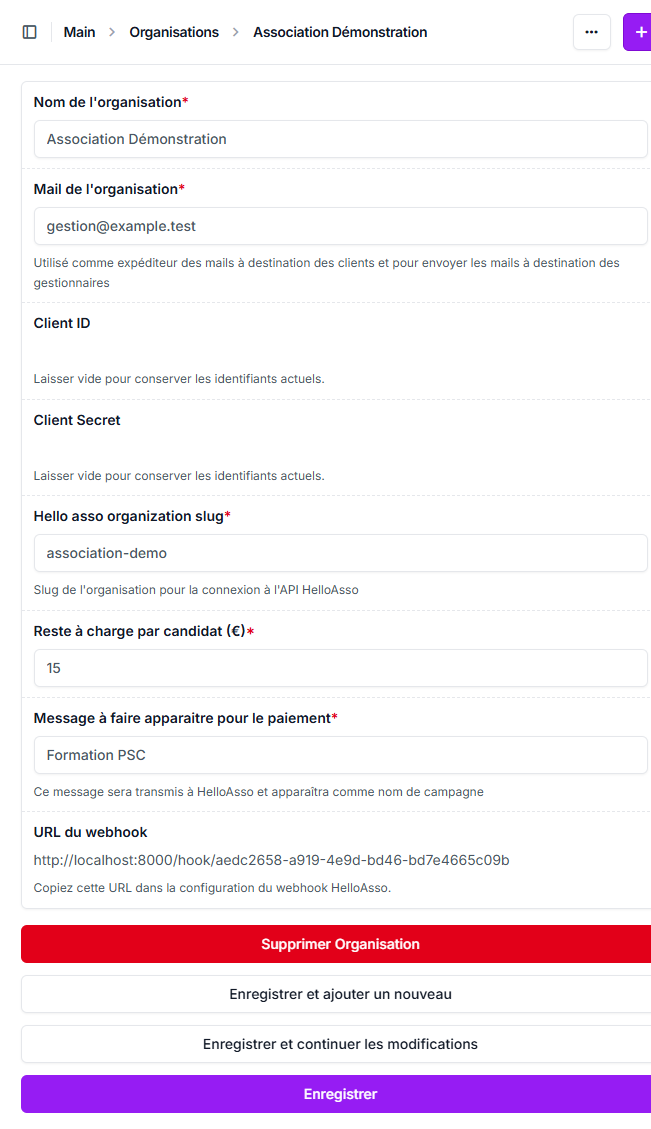 Main > Organisations > Association Démonstration
Nom de l'organisation*
Association Démonstration
Mail de l'organisation*
gestion@example.test
Utilisé comme expéditeur des mails à destination des clients et pour envoyer les mails à destination des
gestionnaires
Client ID
Laisser vide pour conserver les identifiants actuels.
Client Secret
Laisser vide pour conserver les identifiants actuels.
Hello asso organization slug*
association-demo
Slug de l'organisation pour la connexion à l'API HelloAsso
Reste à charge par candidat (€)*
15
Message à faire apparaitre pour le paiement*
Formation PSC
Ce message sera transmis à HelloAsso et apparaîtra comme nom de campagne
URL du webhook
http://localhost:8000/hook/aedc2658-a919-4e9d-bd46-bd7e4665c09b
Copiez cette URL dans la configuration du webhook HelloAsso.
Supprimer Organisation
Enregistrer et ajouter un nouveau
Enregistrer et continuer les modifications
Enregistrer